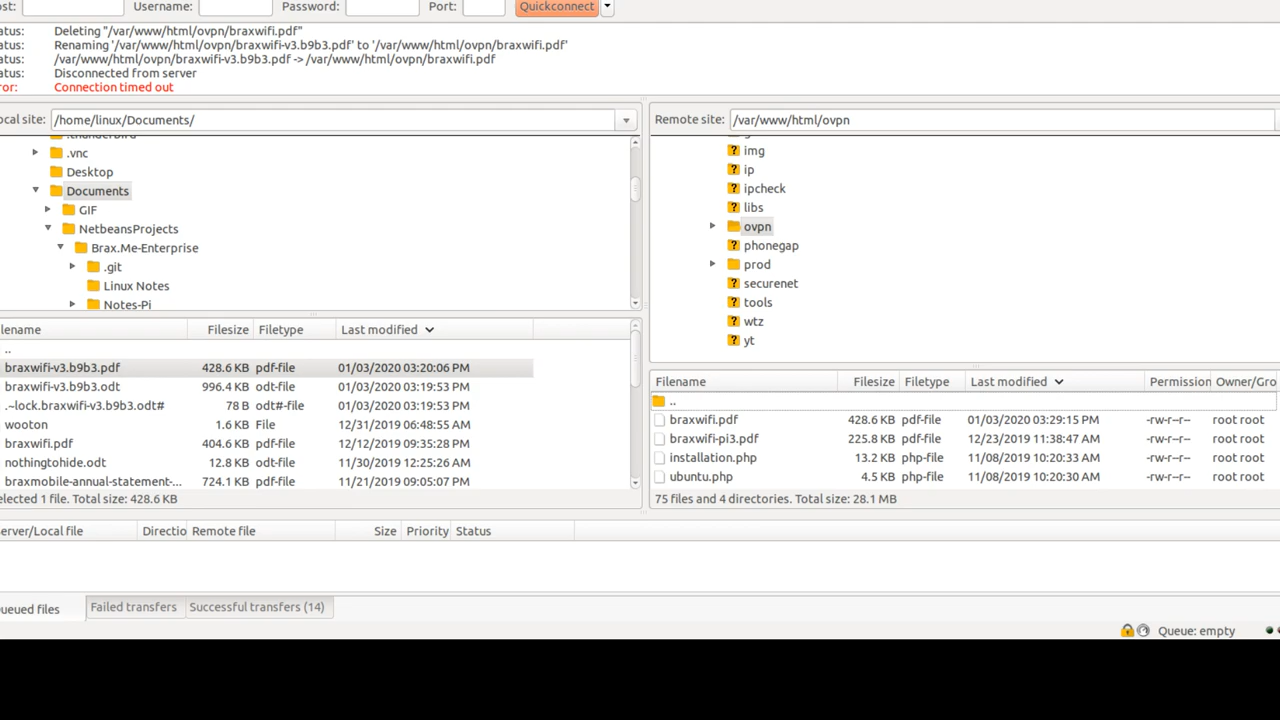 ost: Username: Password: Port: Quickconnect
atus: Deleting "/var/www/html/ovpn/braxwifi.pdf"
atus: Renaming '/var/www/html/ovpn/braxwifi-v3.b9b3.pdf' to '/var/www/html/ovpn/braxwifi.pdf'
atus: /var/www/html/ovpn/braxwifi-v3.b9b3.pdf -> /var/www/html/ovpn/braxwifi.pdf
atus: Disconnected from server
rror: Connection timed out
ocal site: /home/linux/Documents/
.thunderbird
.vnc
Desktop
Documents
GIF
NetbeansProjects
Brax.Me-Enterprise
.git
Linux Notes
Notes-Pi
lename Filesize Filetype Last modified
..
braxwifi-v3.b9b3.pdf 428.6 KB pdf-file 01/03/2020 03:20:06 PM
braxwifi-v3.b9b3.odt 996.4 KB odt-file 01/03/2020 03:19:53 PM
.~lock.braxwifi-v3.b9b3.odt# 78 B odt#-file 01/03/2020 03:19:53 PM
wooton 1.6 KB File 12/31/2019 06:48:55 AM
braxwifi.pdf 404.6 KB pdf-file 12/12/2019 09:35:28 PM
nothingtohide.odt 12.8 KB odt-file 11/30/2019 12:25:26 AM
braxmobile-annual-statement-... 724.1 KB pdf-file 11/21/2019 09:05:07 PM
elected 1 file. Total size: 428.6 KB
Remote site: /var/www/html/ovpn
img
ip
ipcheck
libs
ovpn
phonegap
prod
securenet
tools
wtz
yt
Filename Filesize Filetype Last modified Permission Owner/Gro
..
braxwifi.pdf 428.6 KB pdf-file 01/03/2020 03:29:15 PM -rw-r--r-- root root
braxwifi-pi3.pdf 225.8 KB pdf-file 12/23/2019 11:38:47 AM -rw-r--r-- root root
installation.php 13.2 KB php-file 11/08/2019 10:20:33 AM -rw-r--r-- root root
ubuntu.php 4.5 KB php-file 11/08/2019 10:20:30 AM -rw-r--r-- root root
75 files and 4 directories. Total size: 28.1 MB
erver/Local file Directio Remote file Size Priority Status
ueued files Failed transfers Successful transfers (14)
Queue: empty